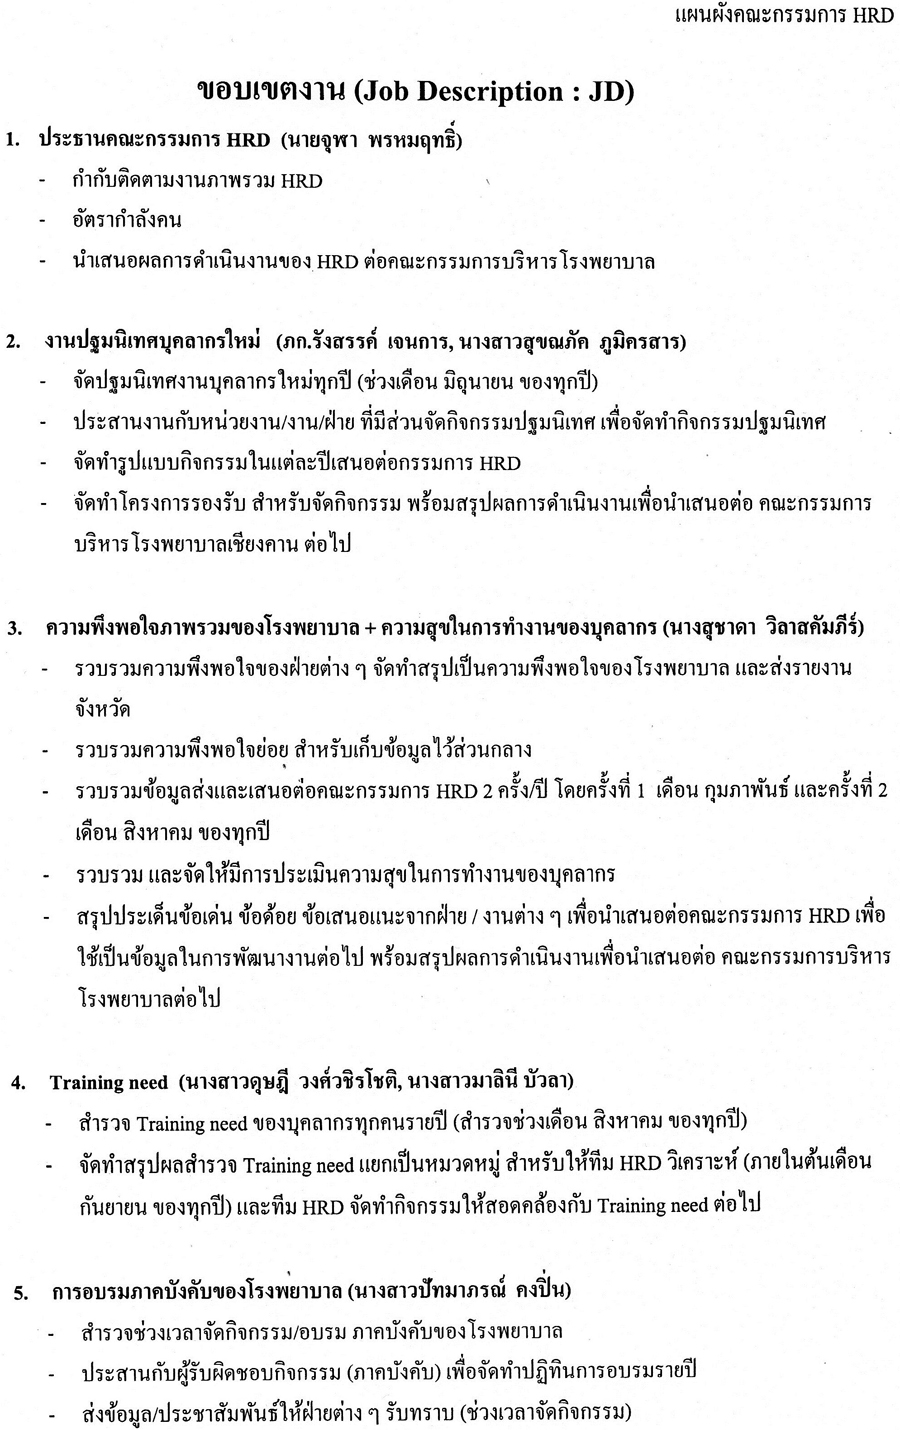 แผนผังคณะกรรมการ HRD
ขอบเขตงาน (Job Description : JD)
1. ประธานคณะกรรมการ HRD (นายจุฬา พรหมฤทธิ์)
- กำกับติดตามงานภาพรวม HRD
- อัตรากำลังคน
- นำเสนอผลการดำเนินงานของ HRD ต่อคณะกรรมการบริหารโรงพยาบาล
2. งานปฐมนิเทศบุคลากรใหม่ (ภก.รังสรรค์ เจนการ, นางสาวสุขณภัค ภูมิครสาร)
- จัดปฐมนิเทศงานบุคลากรใหม่ทุกปี (ช่วงเดือน มิถุนายน ของทุกปี)
- ประสานงานกับหน่วยงาน/งาน/ฝ่าย ที่มีส่วนจัดกิจกรรมปฐมนิเทศ เพื่อจัดทำกิจกรรมปฐมนิเทศ
- จัดทำรูปแบบกิจกรรมในแต่ละปีเสนอต่อกรรมการ HRD
- จัดทำโครงการรองรับ สำหรับจัดกิจกรรม พร้อมสรุปผลการดำเนินงานเพื่อนำเสนอต่อ คณะกรรมการ
บริหารโรงพยาบาลเชียงคาน ต่อไป
3. ความพึงพอใจภาพรวมของโรงพยาบาล + ความสุขในการทำงานของบุคลากร (นางสุชาดา วิลาสคัมภีร์)
- รวบรวมความพึงพอใจของฝ่ายต่าง ๆ จัดทำสรุปเป็นความพึงพอใจของโรงพยาบาล และส่งรายงาน
จังหวัด
- รวบรวมความพึงพอใจย่อย สำหรับเก็บข้อมูลไว้ส่วนกลาง
- รวบรวมข้อมูลส่งและเสนอต่อคณะกรรมการ HRD 2 ครั้ง/ปี โดยครั้งที่ 1 เดือน กุมภาพันธ์ และครั้งที่ 2
เดือน สิงหาคม ของทุกปี
- รวบรวม และจัดให้มีการประเมินความสุขในการทำงานของบุคลากร
- สรุปประเด็นข้อเด่น ข้อด้อย ข้อเสนอแนะจากฝ่าย / งานต่าง ๆ เพื่อนำเสนอต่อคณะกรรมการ HRD เพื่อ
ใช้เป็นข้อมูลในการพัฒนางานต่อไป พร้อมสรุปผลการดำเนินงานเพื่อนำเสนอต่อ คณะกรรมการบริหาร
โรงพยาบาลต่อไป
4. Training need (นางสาวดุษฎี วงศ์วชิรโชติ, นางสาวมาลินี บัวลา)
- สำรวจ Training need ของบุคลากรทุกคนรายปี (สำรวจช่วงเดือน สิงหาคม ของทุกปี)
- จัดทำสรุปผลสำรวจ Training need แยกเป็นหมวดหมู่ สำหรับให้ทีม HRD วิเคราะห์ (ภายในต้นเดือน
กันยายน ของทุกปี) และทีม HRD จัดทำกิจกรรมให้สอดคล้องกับ Training need ต่อไป
5. การอบรมภาคบังคับของโรงพยาบาล (นางสาวปัทมาภรณ์ คงปิ่น)
- สำรวจช่วงเวลาจัดกิจกรรม/อบรม ภาคบังคับของโรงพยาบาล
- ประสานกับผู้รับผิดชอบกิจกรรม (ภาคบังคับ) เพื่อจัดทำปฏิทินการอบรมรายปี
- ส่งข้อมูล/ประชาสัมพันธ์ให้ฝ่ายต่าง ๆ รับทราบ (ช่วงเวลาจัดกิจกรรม)